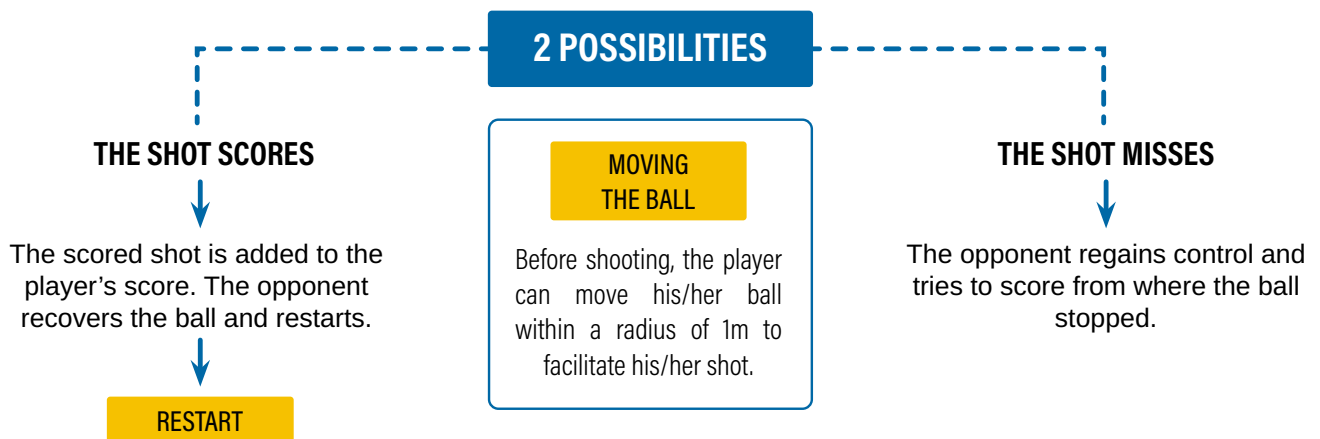 2 POSSIBILITIES
THE SHOT SCORES
The scored shot is added to the
player's score. The opponent
recovers the ball and restarts.
RESTART
MOVING
THE BALL
Before shooting, the player
can move his/her ball
within a radius of 1m to
facilitate his/her shot.
THE SHOT MISSES
The opponent regains control and
tries to score from where the ball
stopped.